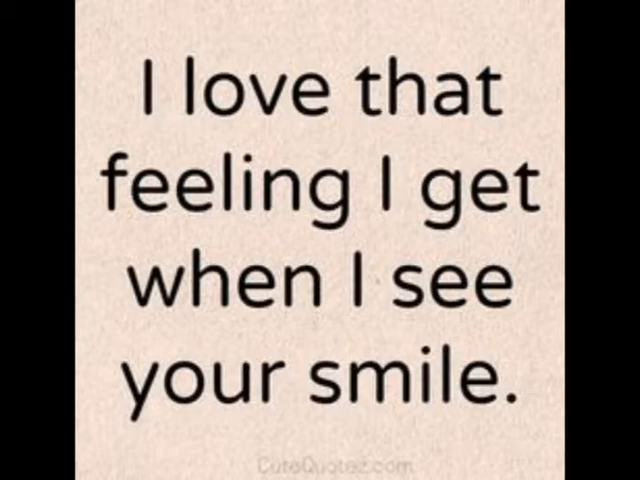 I love that
feeling I get
when I see
your smile.
CuteQuotez.com